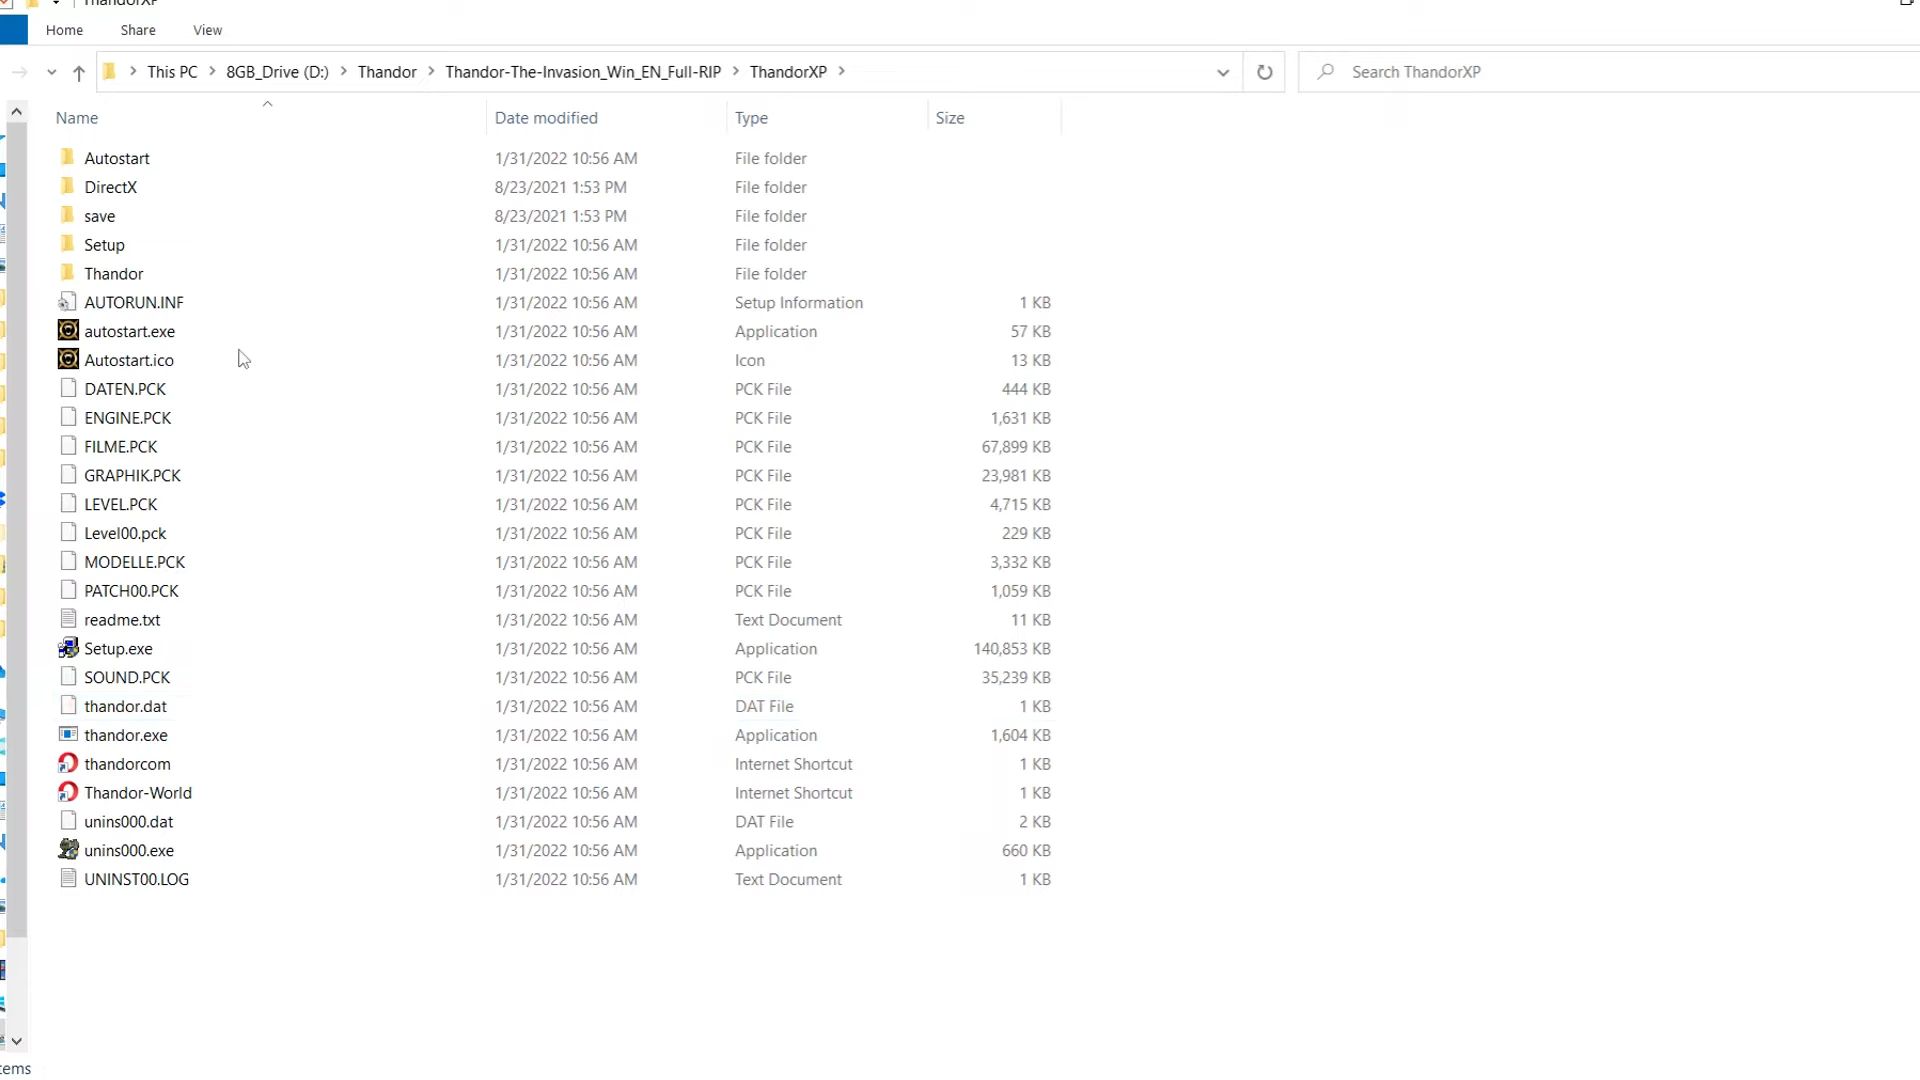 ThandorXP
Home Share View
This PC 8GB_Drive (D:) Thandor Thandor-The-Invasion_Win_EN_Full-RIP ThandorXP Search ThandorXP
Name Date modified Type Size
Autostart 1/31/2022 10:56 AM File folder
DirectX 8/23/2021 1:53 PM File folder
save 8/23/2021 1:53 PM File folder
Setup 1/31/2022 10:56 AM File folder
Thandor 1/31/2022 10:56 AM File folder
AUTORUN.INF 1/31/2022 10:56 AM Setup Information 1 KB
autostart.exe 1/31/2022 10:56 AM Application 57 KB
Autostart.ico 1/31/2022 10:56 AM Icon 13 KB
DATEN.PCK 1/31/2022 10:56 AM PCK File 444 KB
ENGINE.PCK 1/31/2022 10:56 AM PCK File 1,631 KB
FILME.PCK 1/31/2022 10:56 AM PCK File 67,899 KB
GRAPHIK.PCK 1/31/2022 10:56 AM PCK File 23,981 KB
LEVEL.PCK 1/31/2022 10:56 AM PCK File 4,715 KB
Level00.pck 1/31/2022 10:56 AM PCK File 229 KB
MODELLE.PCK 1/31/2022 10:56 AM PCK File 3,332 KB
PATCH00.PCK 1/31/2022 10:56 AM PCK File 1,059 KB
readme.txt 1/31/2022 10:56 AM Text Document 11 KB
Setup.exe 1/31/2022 10:56 AM Application 140,853 KB
SOUND.PCK 1/31/2022 10:56 AM PCK File 35,239 KB
thandor.dat 1/31/2022 10:56 AM DAT File 1 KB
thandor.exe 1/31/2022 10:56 AM Application 1,604 KB
thandorcom 1/31/2022 10:56 AM Internet Shortcut 1 KB
Thandor-World 1/31/2022 10:56 AM Internet Shortcut 1 KB
unins000.dat 1/31/2022 10:56 AM DAT File 2 KB
unins000.exe 1/31/2022 10:56 AM Application 660 KB
UNINST00.LOG 1/31/2022 10:56 AM Text Document 1 KB
tems